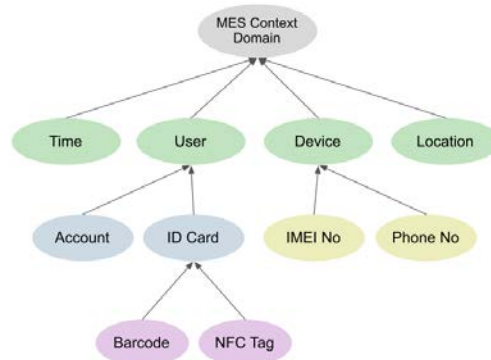 MES Context
Domain
Time
User
Device
Location
Account
ID Card
IMEI No
Phone No
Barcode
NFC Tag